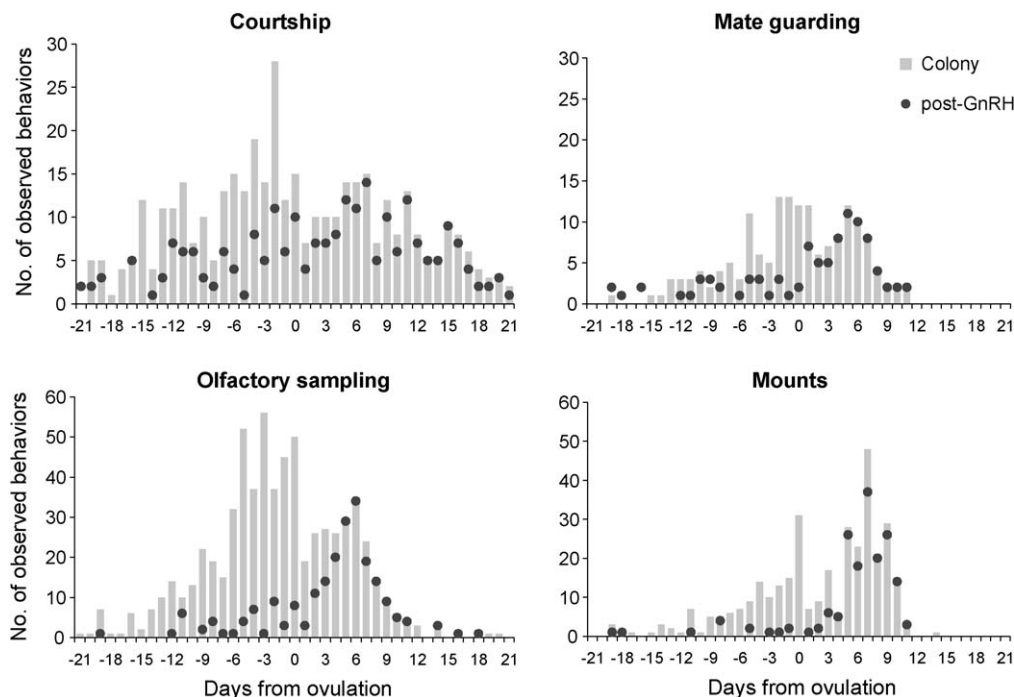 Courtship
Mate guarding
No. of observed behaviors
30
25
20
15
10
5
0
-21 -18 -15 -12 -9 -6 -3 0 3 6 9 12 15 18 21
30
25
20
15
10
5
0
-21 -18 -15 -12 -9 -6 -3 0 3 6 9 12 15 18 21
Colony
post-GnRH
Olfactory sampling
Mounts
No. of observed behaviors
60
50
40
30
20
10
0
-21 -18 -15 -12 -9 -6 -3 0 3 6 9 12 15 18 21
Days from ovulation
60
50
40
30
20
10
0
-21 -18 -15 -12 -9 -6 -3 0 3 6 9 12 15 18 21
Days from ovulation